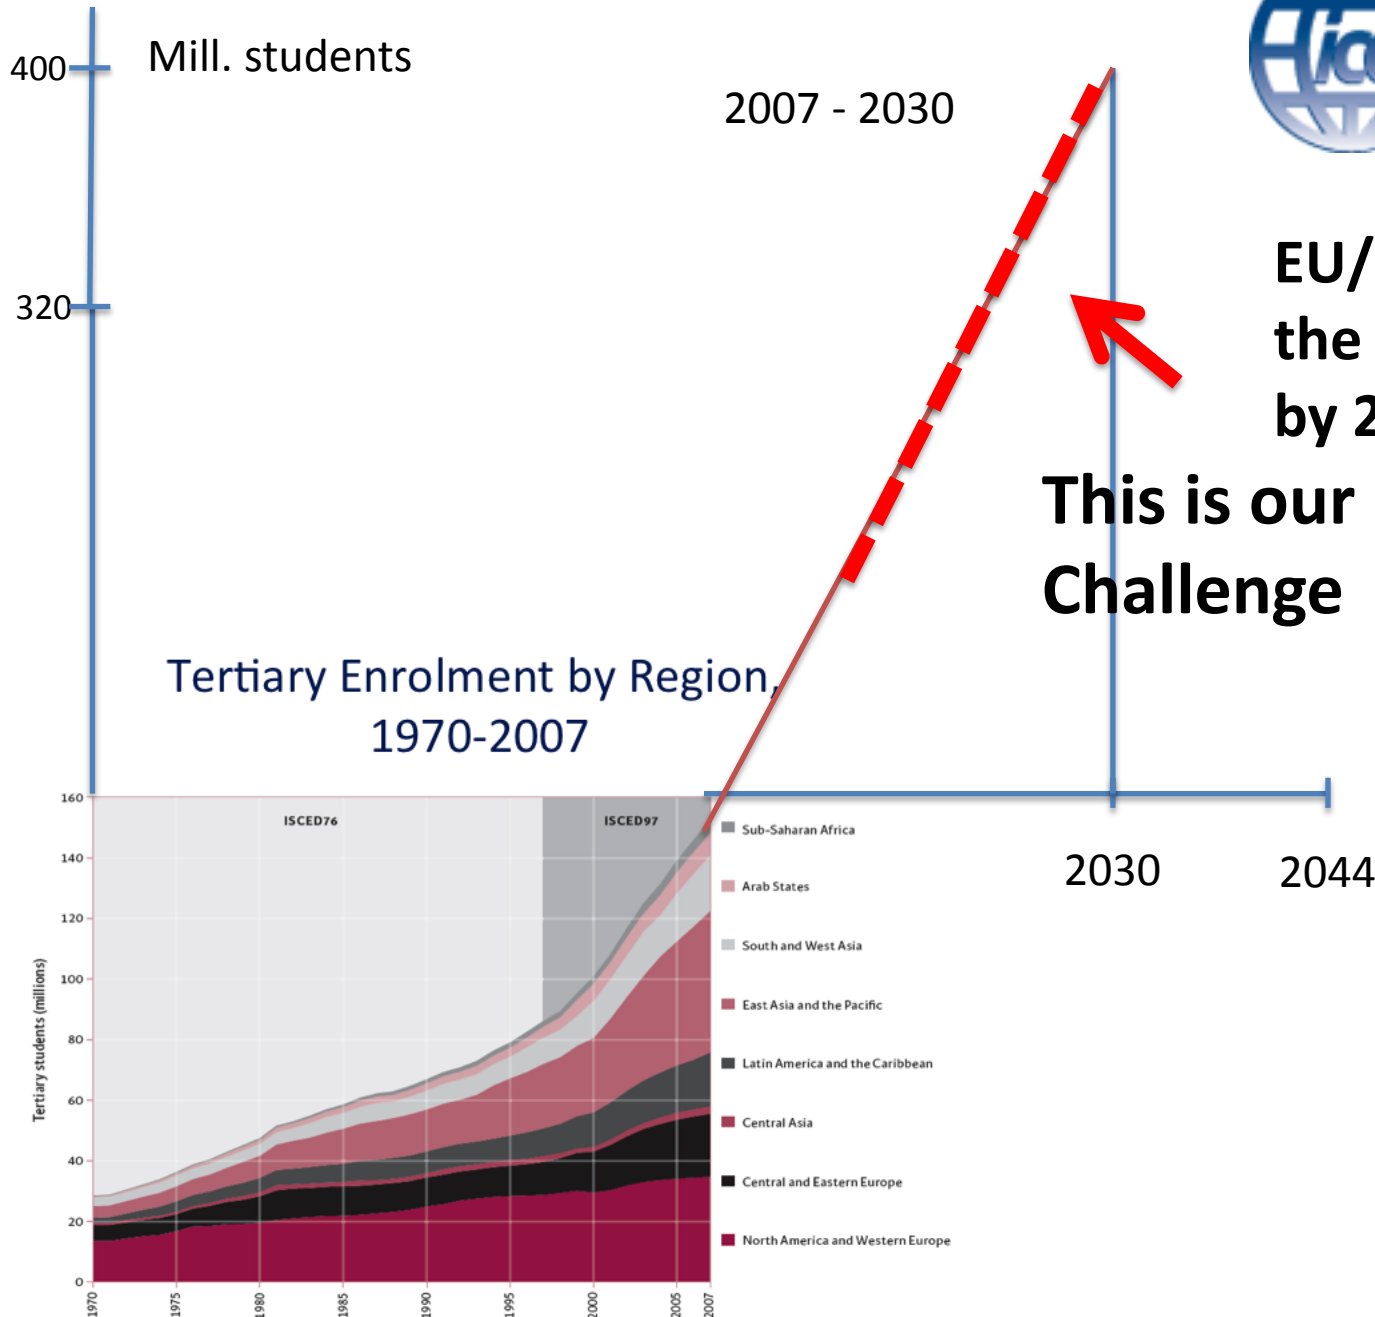 400
Mill. students
2007 - 2030
320
EU/
the
by 2
This is our
Challenge
Tertiary Enrolment by Region,
1970-2007
160
140
120
100
80
60
40
20
0
Tertiary students (millions)
ISCED76
ISCED97
1970
1975
1980
1985
1990
1995
2000
2005
2007
Sub-Saharan Africa
Arab States
South and West Asia
East Asia and the Pacific
Latin America and the Caribbean
Central Asia
Central and Eastern Europe
North America and Western Europe
2030
2044